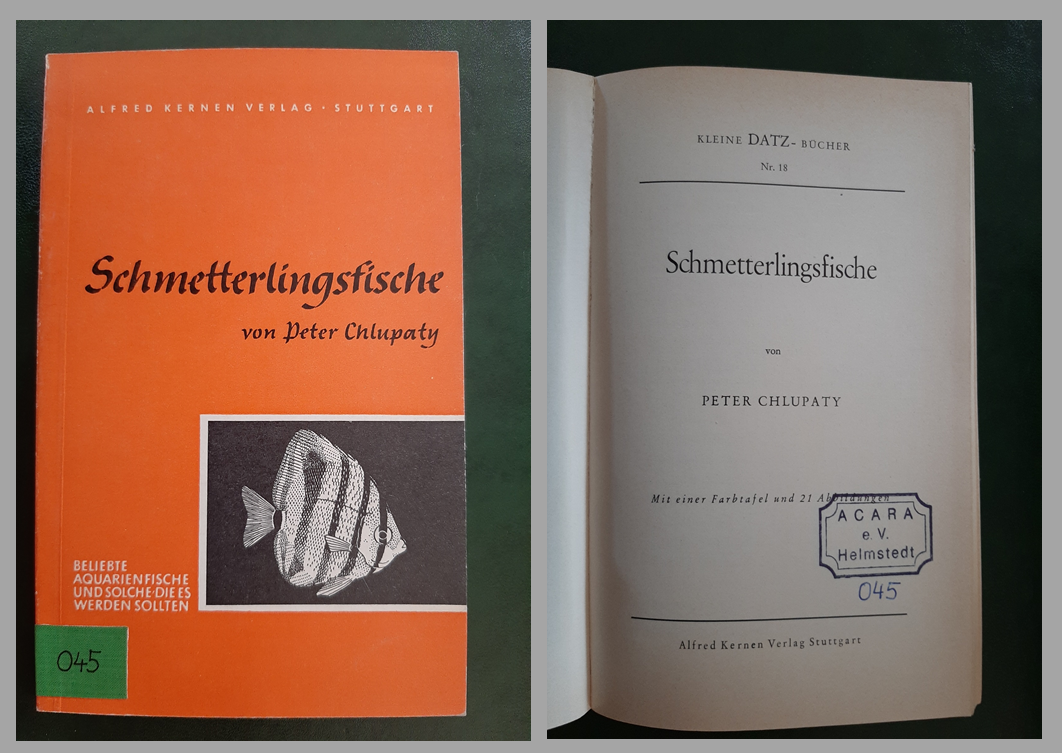 ALFRED KERNEN VERLAG · STUTTGART
Schmetterlingsfische
von Peter Chlupaty
BELIEBTE
AQUARIENFISCHE
UND SOLCHE·DIE ES
WERDEN SOLLTEN
045
KLEINE DATZ- BÜCHER
Nr. 18
Schmetterlingsfische
von
PETER CHLUPATY
Mit einer Farbtafel und 21 Abbildungen
ACARA
e. V.
Helmstedt
045
Alfred Kernen Verlag Stuttgart